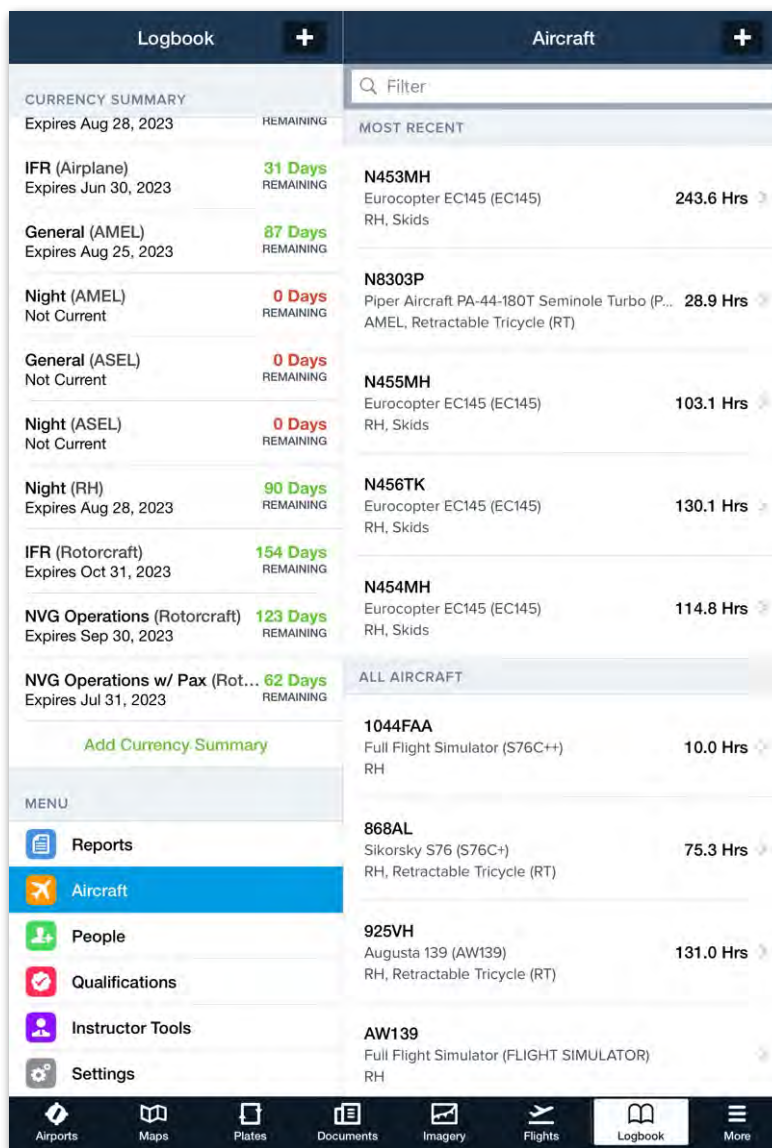 Logbook
CURRENCY SUMMARY
Expires Aug 28, 2023
REMAINING
IFR (Airplane)
31 Days
Expires Jun 30, 2023
REMAINING
General (AMEL)
87 Days
Expires Aug 25, 2023
REMAINING
Night (AMEL)
0 Days
Not Current
REMAINING
General (ASEL)
0 Days
Not Current
REMAINING
Night (ASEL)
0 Days
Not Current
REMAINING
Night (RH)
90 Days
Expires Aug 28, 2023
REMAINING
IFR (Rotorcraft)
154 Days
Expires Oct 31, 2023
REMAINING
NVG Operations (Rotorcraft)
123 Days
Expires Sep 30, 2023
REMAINING
NVG Operations w/ Pax (Rot...
62 Days
Expires Jul 31, 2023
REMAINING
Add Currency Summary
MENU
Reports
Aircraft
People
Qualifications
Instructor Tools
Settings
Aircraft
Filter
MOST RECENT
N453MH
Eurocopter EC145 (EC145)
RH, Skids
243.6 Hrs
N8303P
Piper Aircraft PA-44-180T Seminole Turbo (P...
AMEL, Retractable Tricycle (RT)
28.9 Hrs
N455MH
Eurocopter EC145 (EC145)
RH, Skids
103.1 Hrs
N456TK
Eurocopter EC145 (EC145)
RH, Skids
130.1 Hrs
N454MH
Eurocopter EC145 (EC145)
RH, Skids
114.8 Hrs
ALL AIRCRAFT
1044FAA
Full Flight Simulator (S76C++)
RH
10.0 Hrs
868AL
Sikorsky S76 (S76C+)
RH, Retractable Tricycle (RT)
75.3 Hrs
925VH
Augusta 139 (AW139)
RH, Retractable Tricycle (RT)
131.0 Hrs
AW139
Full Flight Simulator (FLIGHT SIMULATOR)
RH
Airports
Maps
Plates
Documents
Imagery
Flights
Logbook
More